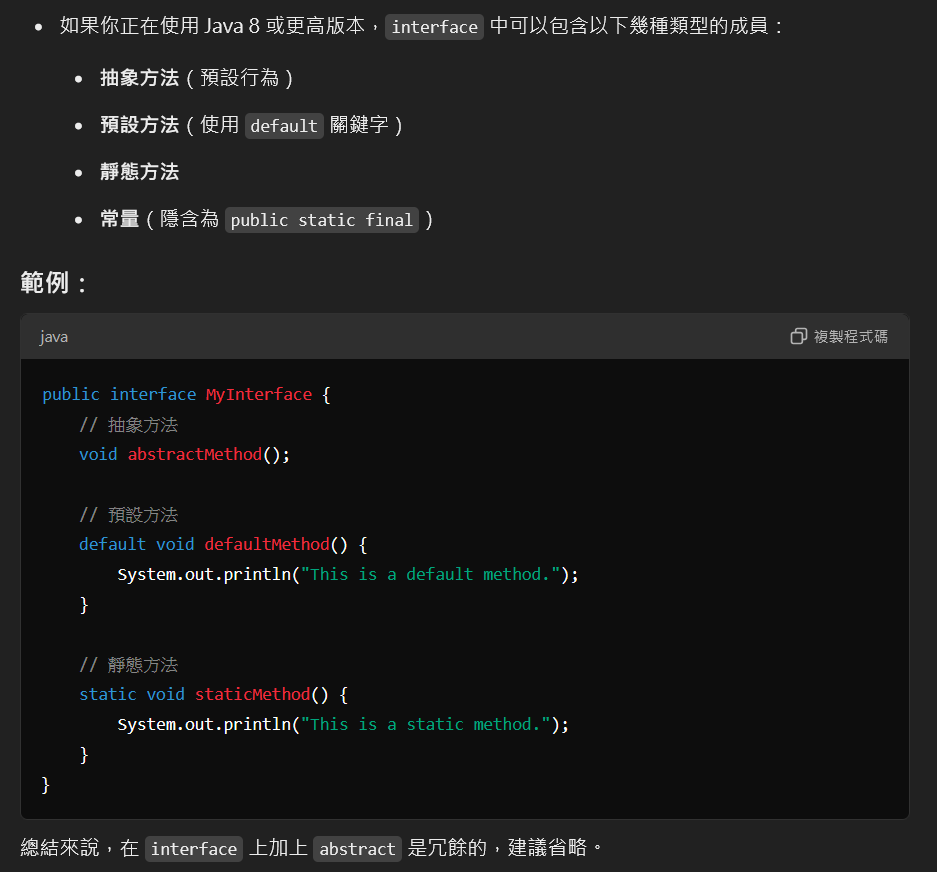 • 如果你正在使用 Java 8 或更高版本，interface 中可以包含以下幾種類型的成員：
• 抽象方法（預設行為）
• 預設方法（使用 default 關鍵字）
• 靜態方法
• 常量（隱含為 public static final ）
範例：
java 複製程式碼
public interface MyInterface {
    // 抽象方法
    void abstractMethod();
    // 預設方法
    default void defaultMethod() {
        System.out.println("This is a default method.");
    }
    // 靜態方法
    static void staticMethod() {
        System.out.println("This is a static method.");
    }
}
總結來說，在 interface 上加上 abstract 是冗餘的，建議省略。